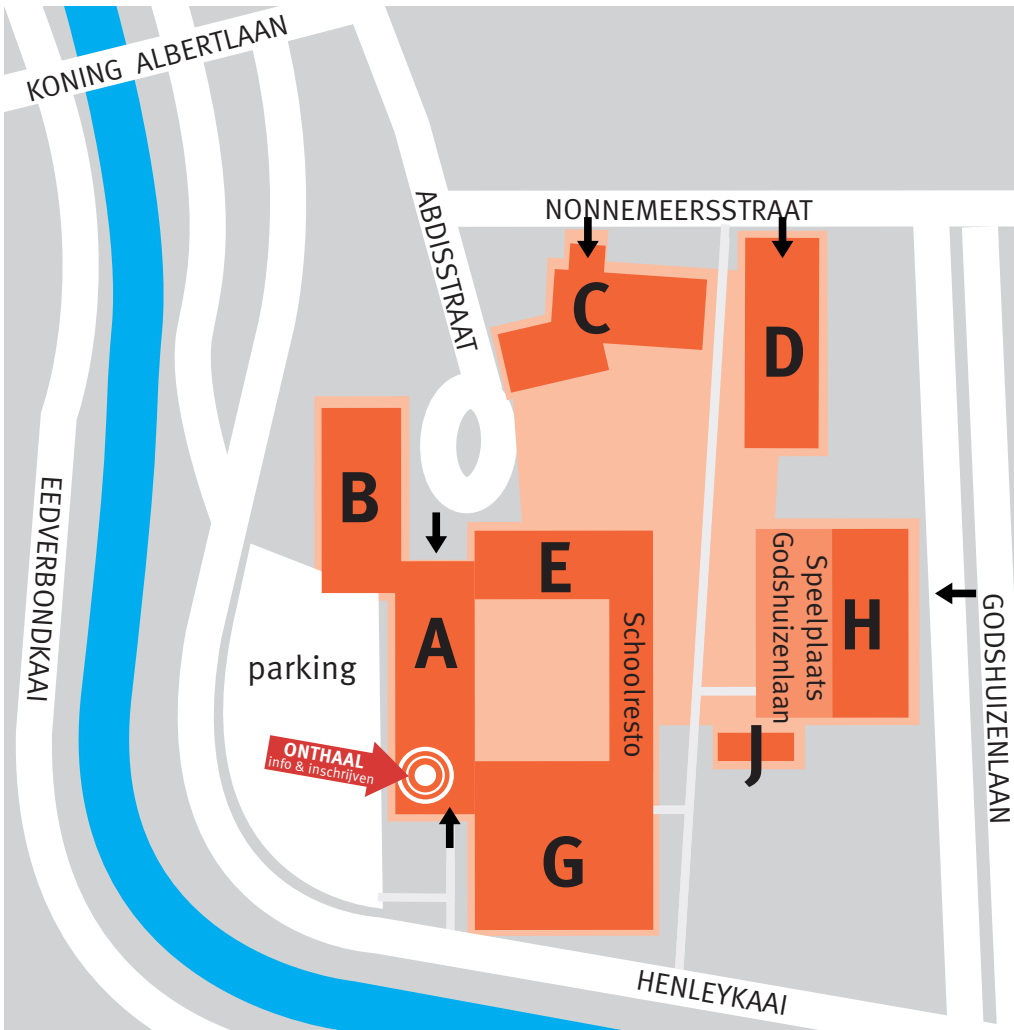 KONING ALBERTLAAN
ABDISSTRAAT
NONNEMEERSSTRAAT
C
D
B
E
A
Schoolresto
Speelplaats
Godshuizenlaan
H
EEDVERBONDKAAI
GODSHUIZENLAAN
parking
ONTHAAL
info & inschrijven
J
G
HENLEYKAAI